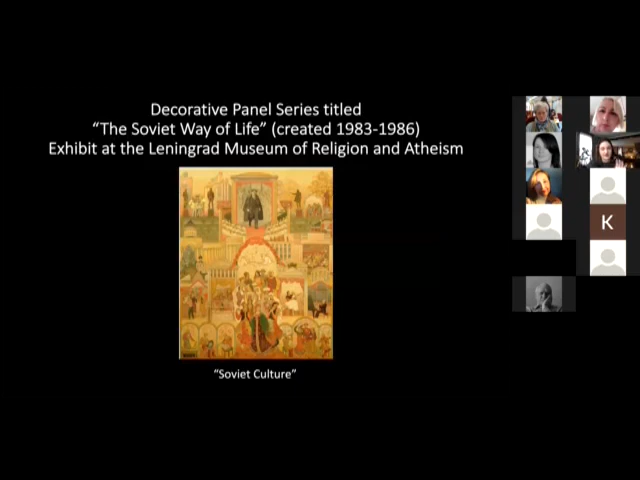 Decorative Panel Series titled
“The Soviet Way of Life” (created 1983-1986)
Exhibit at the Leningrad Museum of Religion and Atheism
K
“Soviet Culture”